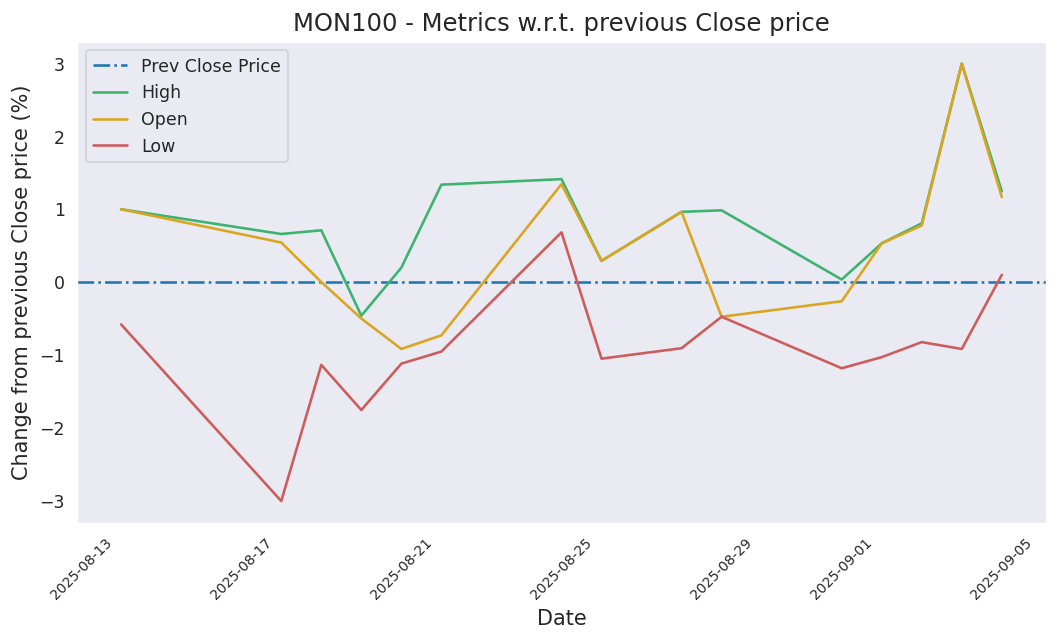 MON100 - Metrics w.r.t. previous Close price
Prev Close Price
High
Open
Low
Change from previous Close price (%)
3
2
1
0
−1
−2
−3
2025-08-13
2025-08-17
2025-08-21
2025-08-25
2025-08-29
2025-09-01
2025-09-05
Date